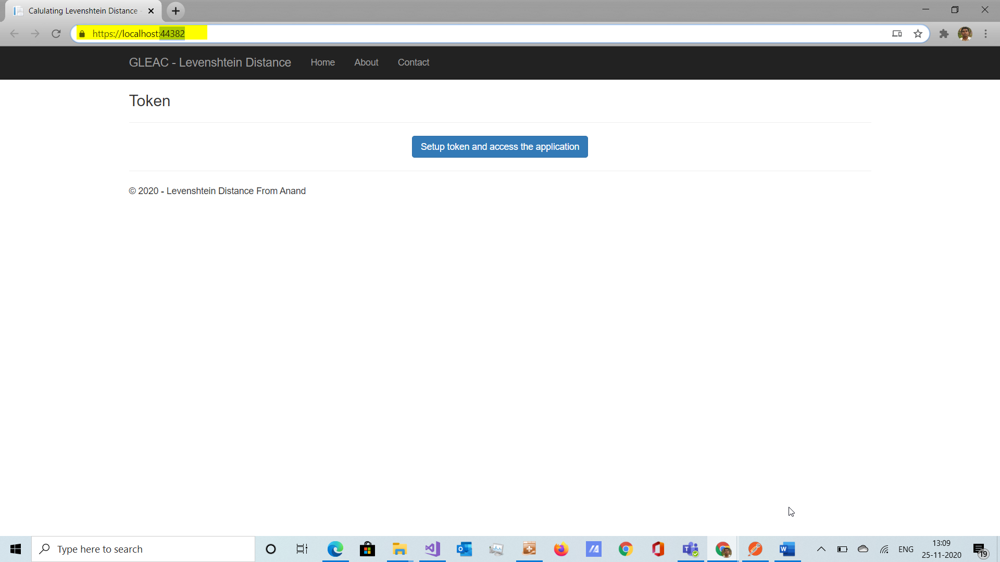 Calulating Levenshtein Distance -
https://localhost:44382
GLEAC - Levenshtein Distance Home About Contact
Token
Setup token and access the application
© 2020 - Levenshtein Distance From Anand
Type here to search
ENG
13:09
25-11-2020
19